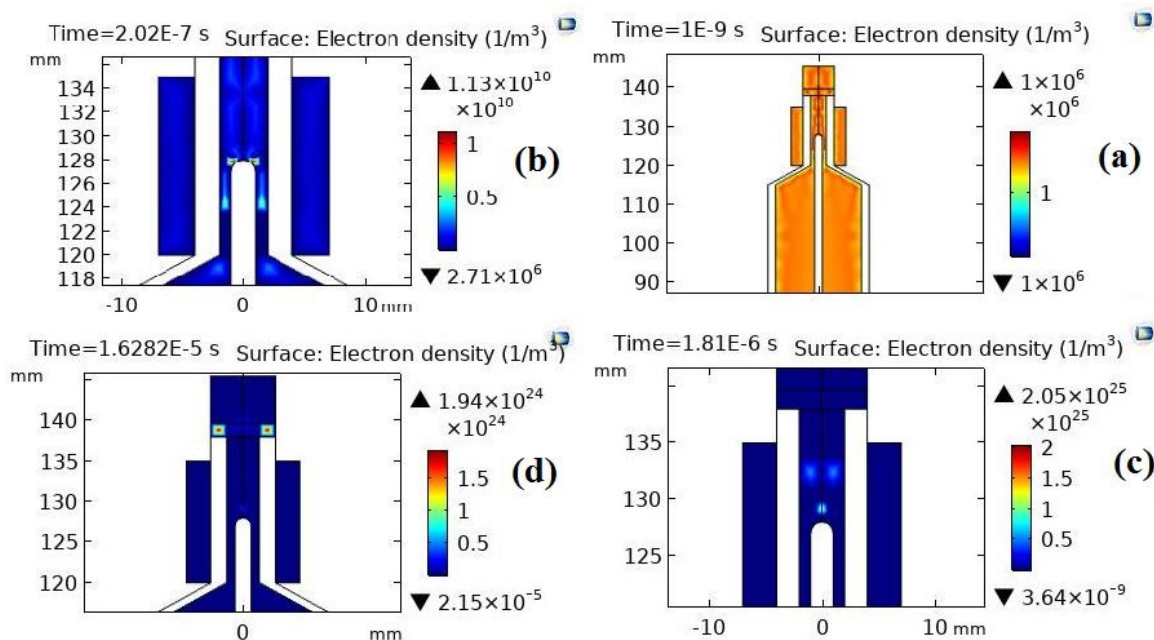 Time=2.02E-7 s Surface: Electron density (1/m³)
mm
134
132
130
128
126
124
122
120
118
-10 0 10 mm
▲ 1.13×10¹⁰
×10¹⁰
1
0.5
▼ 2.71×10⁶
(b)
Time=1E-9 s Surface: Electron density (1/m³)
mm
140
130
120
110
100
90
-10 0 10 mm
▲ 1×10⁶
×10⁶
1
▼ 1×10⁶
(a)
Time=1.6282E-5 s Surface: Electron density (1/m³)
mm
140
135
130
125
120
0 mm
▲ 1.94×10²⁴
×10²⁴
1.5
1
0.5
▼ 2.15×10⁻⁵
(d)
Time=1.81E-6 s Surface: Electron density (1/m³)
mm
135
130
125
-10 0 10 mm
▲ 2.05×10²⁵
×10²⁵
2
1.5
1
0.5
▼ 3.64×10⁻⁹
(c)